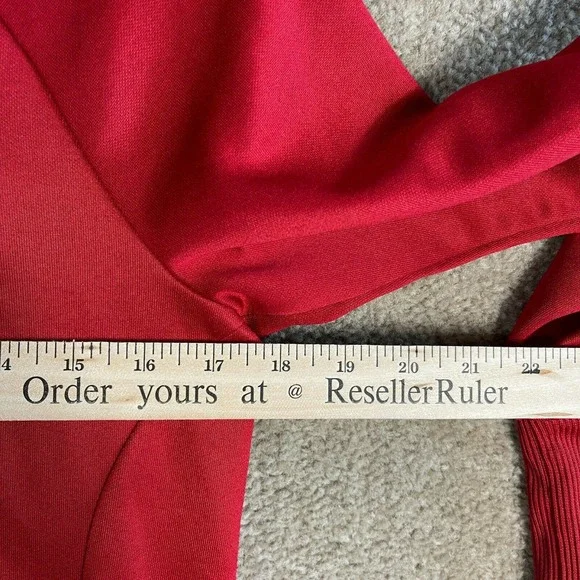 4 15 16 17 18 19 20 21 22
Order yours at @ ResellerRuler